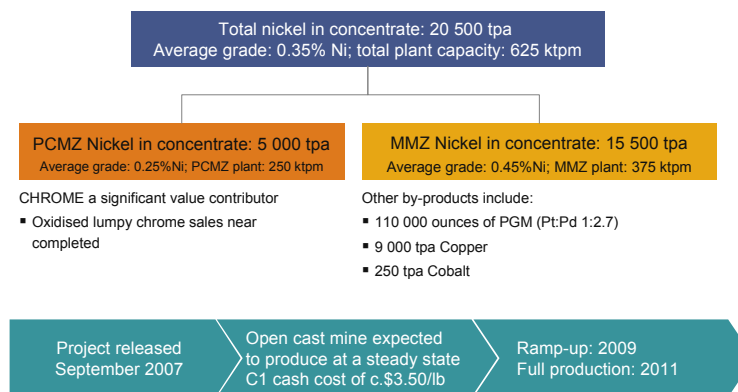 Total nickel in concentrate: 20 500 tpa
Average grade: 0.35% Ni; total plant capacity: 625 ktpm
PCMZ Nickel in concentrate: 5 000 tpa
Average grade: 0.25%Ni; PCMZ plant: 250 ktpm
MMZ Nickel in concentrate: 15 500 tpa
Average grade: 0.45%Ni; MMZ plant: 375 ktpm
CHROME a significant value contributor
▪ Oxidised lumpy chrome sales near
completed
Other by-products include:
▪ 110 000 ounces of PGM (Pt:Pd 1:2.7)
▪ 9 000 tpa Copper
▪ 250 tpa Cobalt
Project released
September 2007
Open cast mine expected
to produce at a steady state
C1 cash cost of c.$3.50/lb
Ramp-up: 2009
Full production: 2011